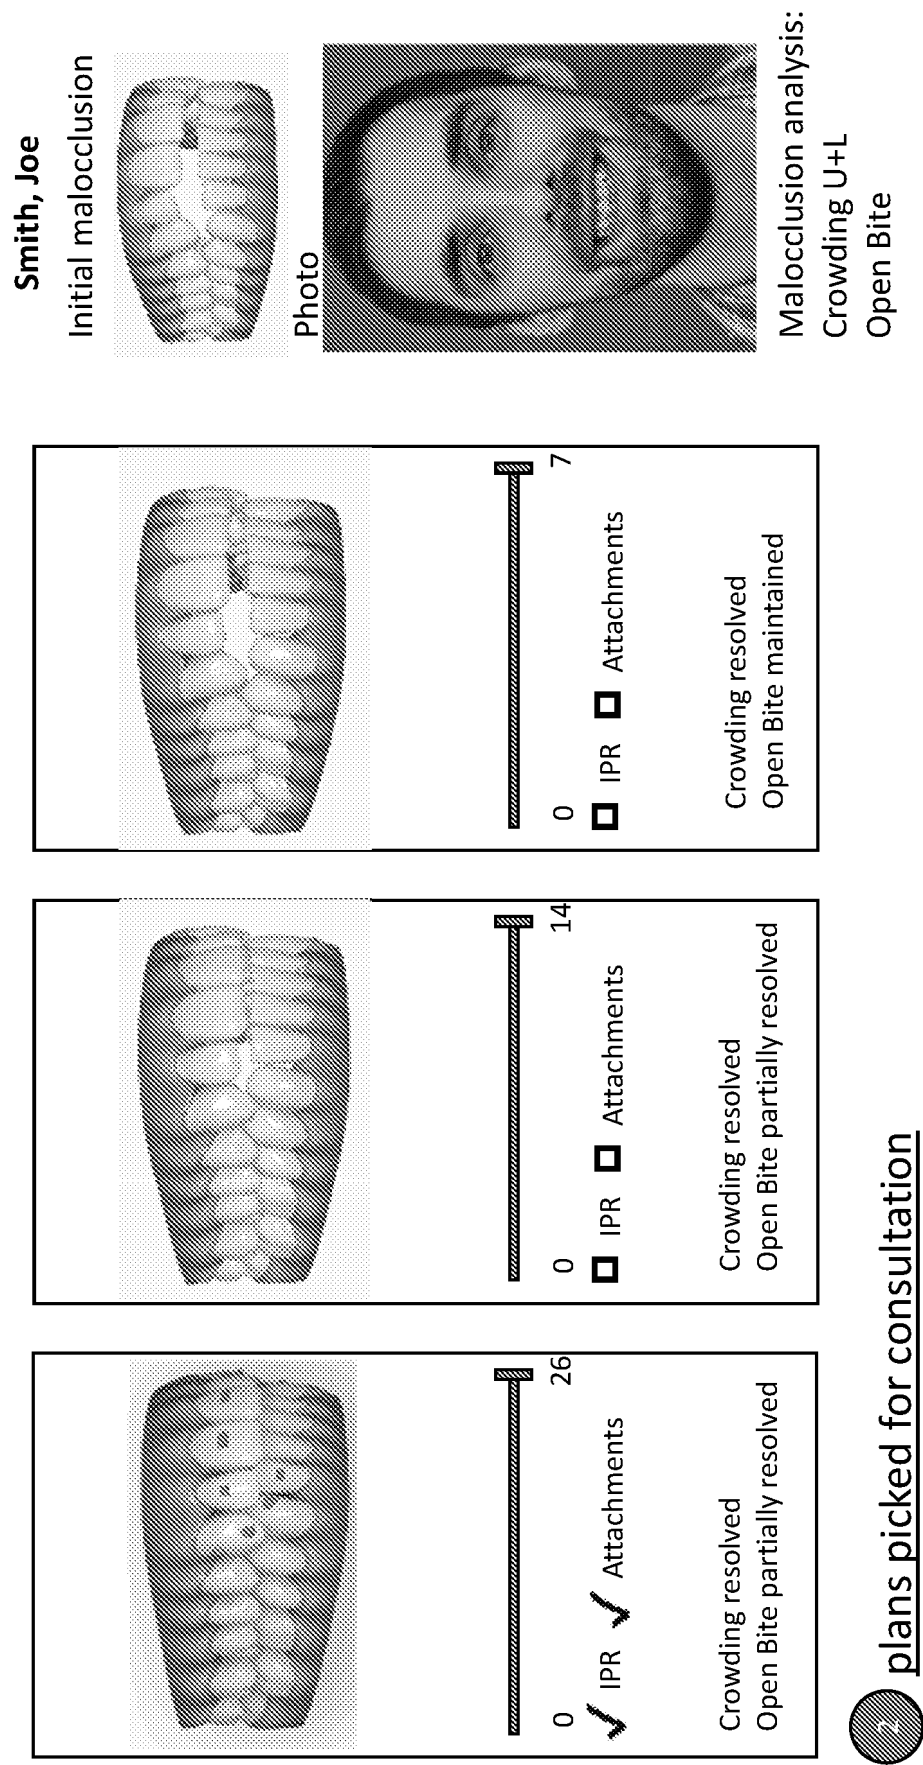 Smith, Joe
Initial malocclusion
Photo
Malocclusion analysis:
Crowding U+L
Open Bite
0 26
IPR Attachments
Crowding resolved
Open Bite partially resolved
0 14
IPR Attachments
Crowding resolved
Open Bite partially resolved
0 7
IPR Attachments
Crowding resolved
Open Bite maintained
2 plans picked for consultation